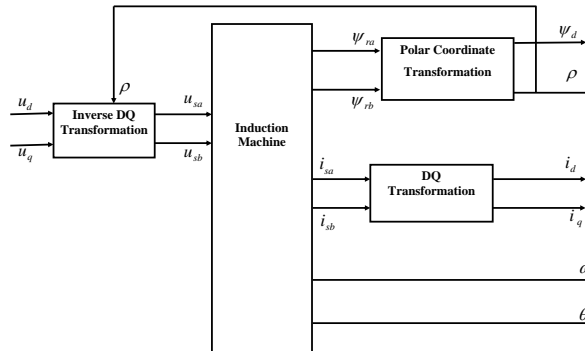 ψ_ra
Polar Coordinate
Transformation
ψ_d
ρ
ρ
ψ_rb
u_d
Inverse DQ
Transformation
u_sa
u_q
u_sb
Induction
Machine
i_sa
DQ
Transformation
i_d
i_sb
i_q